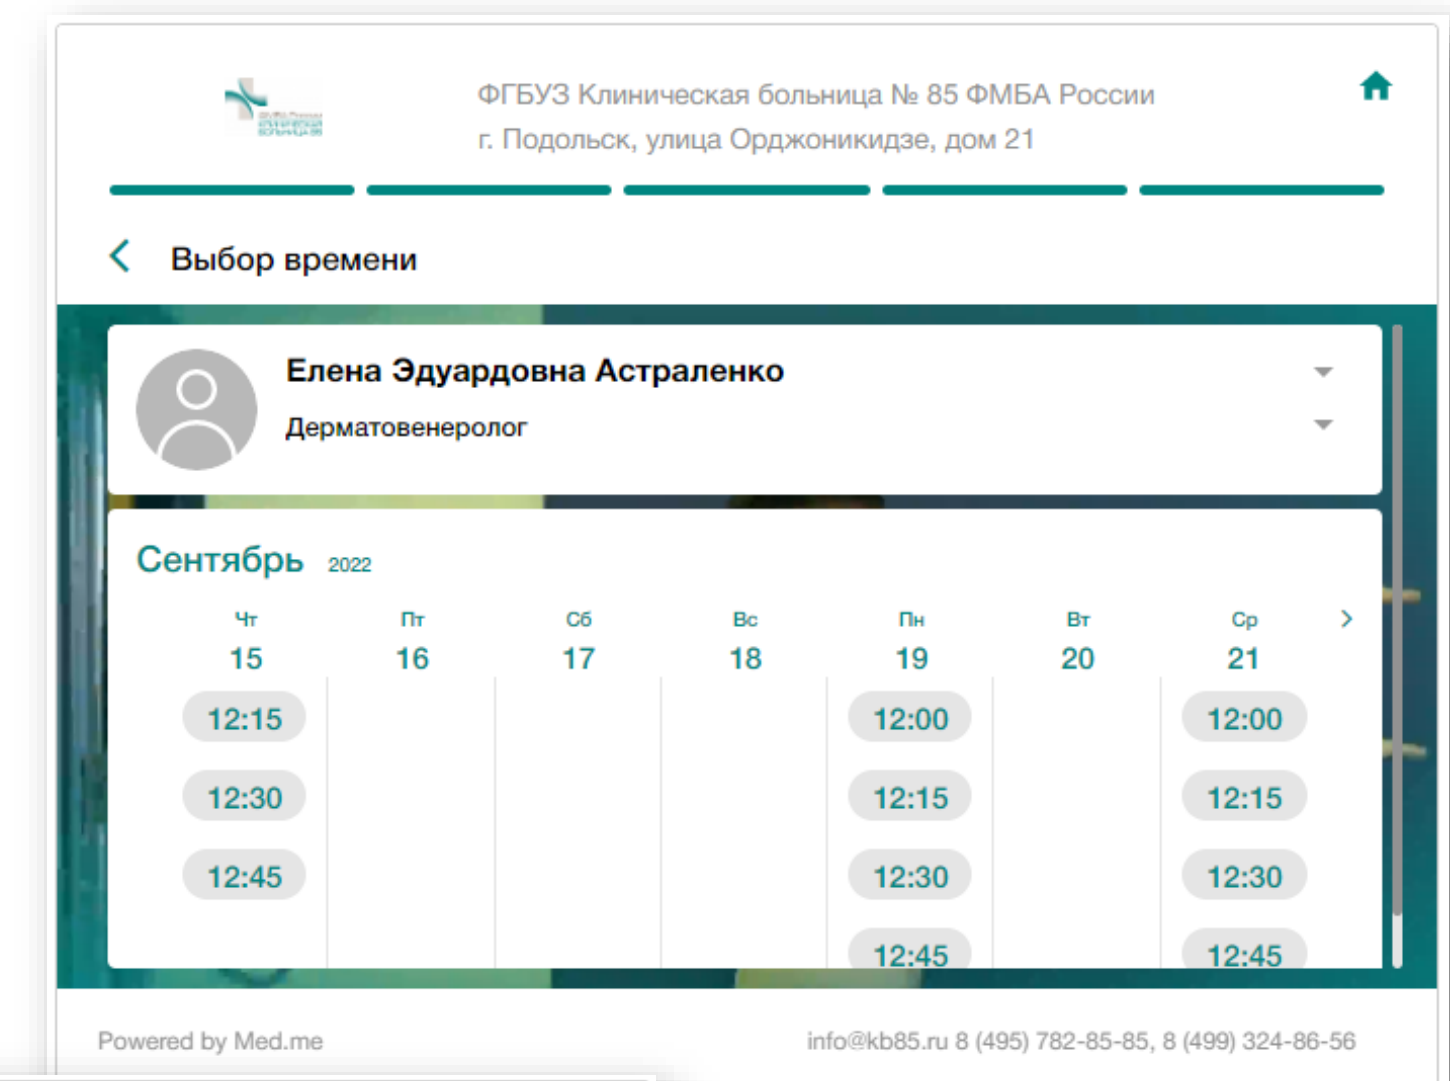 ФГБУЗ Клиническая больница № 85 ФМБА России
г. Подольск, улица Орджоникидзе, дом 21
Выбор времени
Елена Эдуардовна Астраленко
Дерматовенеролог
Сентябрь 2022
Чт Пт Сб Вс Пн Вт Ср
15 16 17 18 19 20 21
12:15 12:00 12:00
12:30 12:15 12:15
12:45 12:30 12:30
12:45 12:45
Powered by Med.me info@kb85.ru 8 (495) 782-85-85, 8 (499) 324-86-56